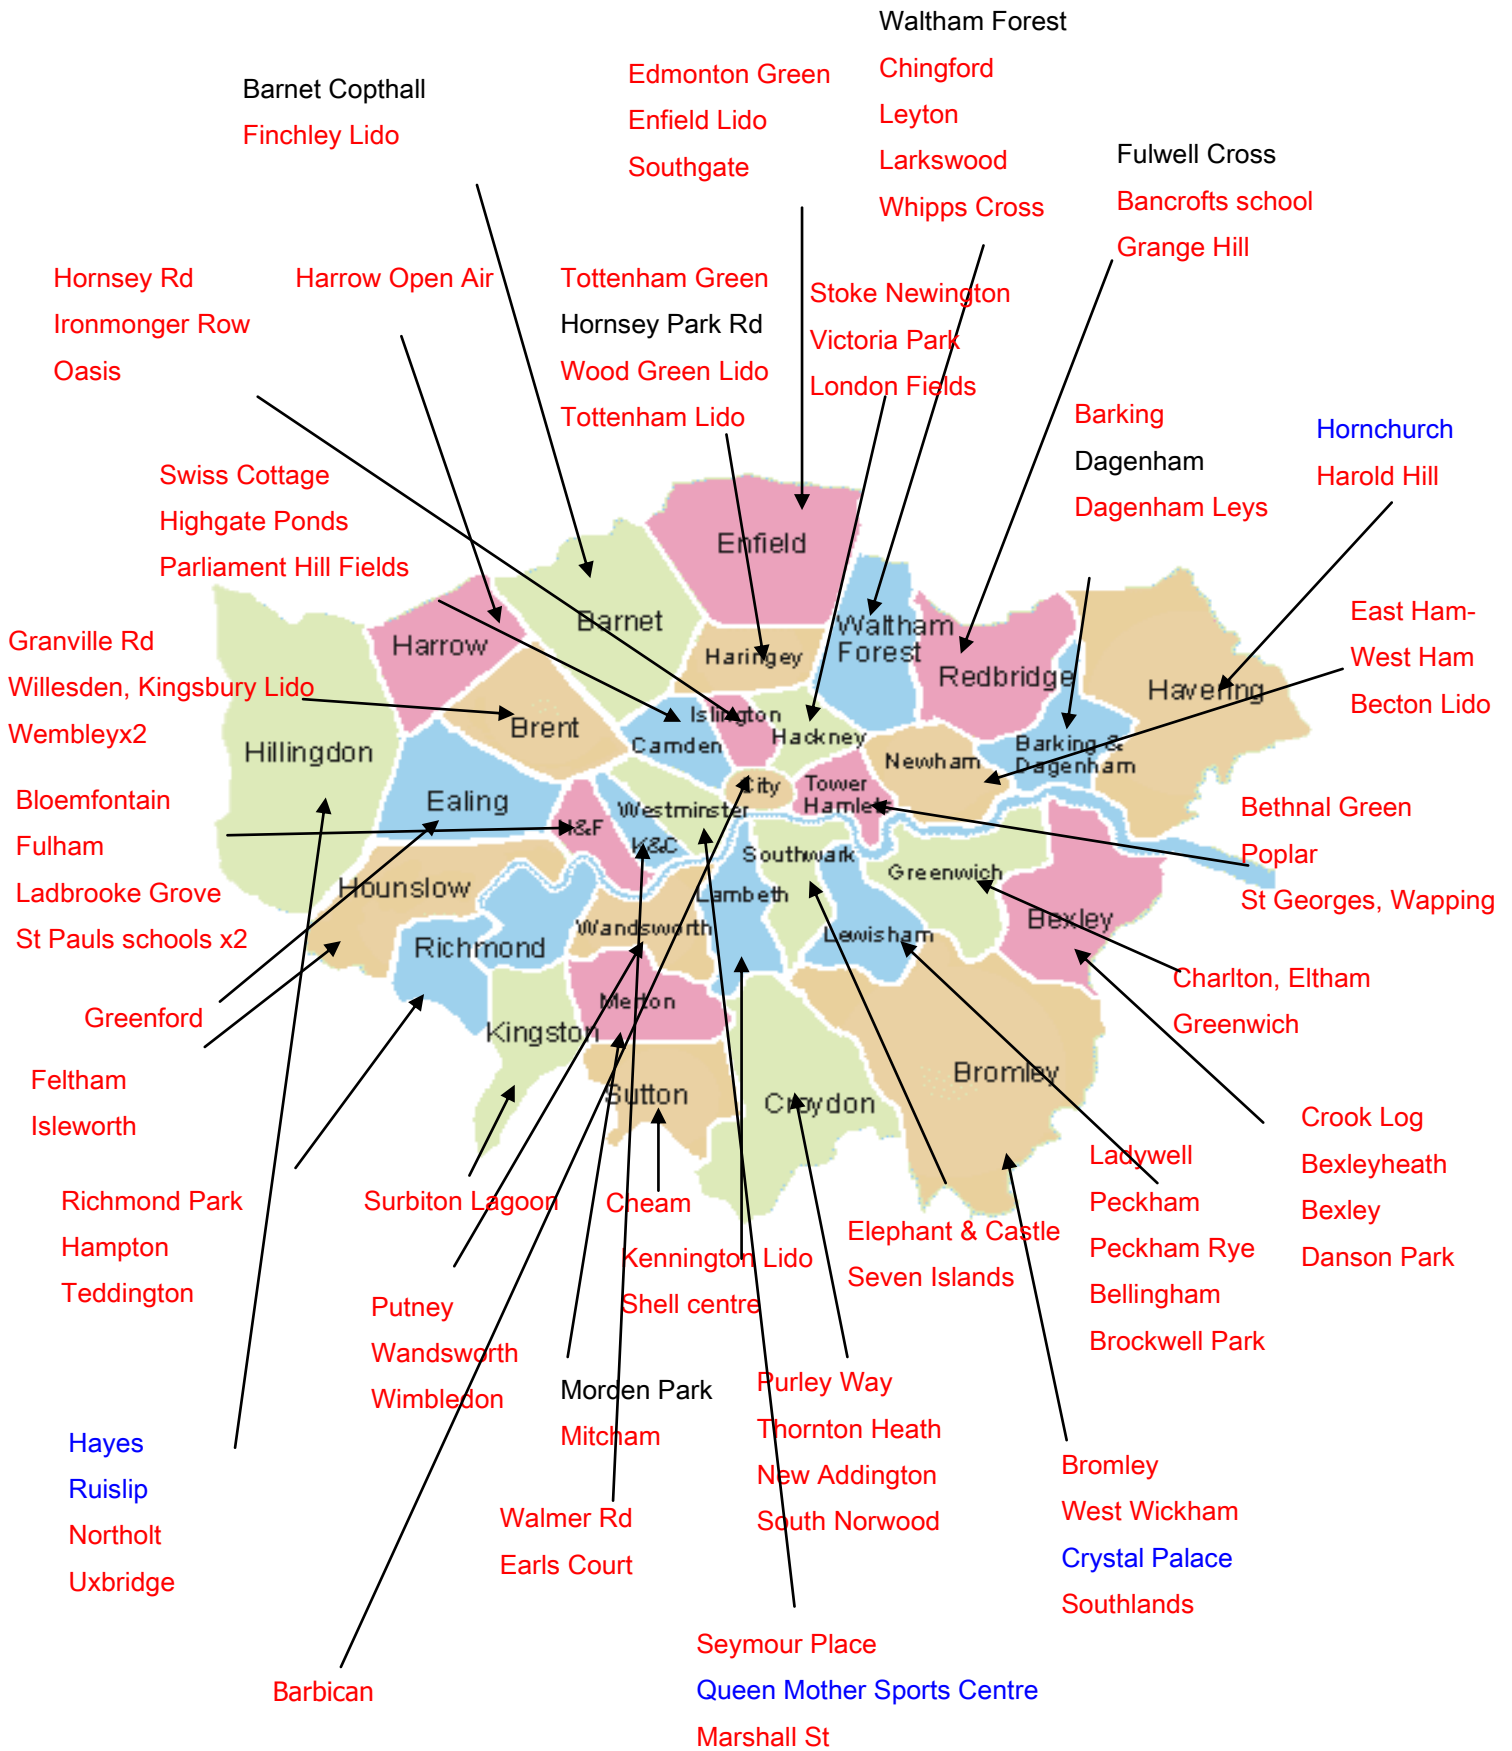 Waltham Forest
Chingford
Leyton
Larkswood
Whipps Cross
Edmonton Green
Enfield Lido
Southgate
Barnet Copthall
Finchley Lido
Fulwell Cross
Bancrofts school
Grange Hill
Hornsey Rd
Ironmonger Row
Oasis
Harrow Open Air
Tottenham Green
Hornsey Park Rd
Wood Green Lido
Tottenham Lido
Stoke Newington
Victoria Park
London Fields
Barking
Dagenham
Dagenham Leys
Hornchurch
Harold Hill
Swiss Cottage
Highgate Ponds
Parliament Hill Fields
East Ham-
West Ham
Becton Lido
Granville Rd
Willesden, Kingsbury Lido
Wembleyx2
Enfield
Barnet
Harrow
Haringey
Waltham
Forest
Redbridge
Havering
Brent
Islington
Camden
Hackney
Hillingdon
Newham
Barking &
Dagenham
Ealing
City
Tower
Hamlets
Westminster
H&F
K&C
Southwark
Greenwich
Hounslow
Lambeth
Bexley
Richmond
Wandsworth
Lewisham
Merton
Kingston
Sutton
Croydon
Bromley
Bloemfontain
Fulham
Ladbrooke Grove
St Pauls schools x2
Bethnal Green
Poplar
St Georges, Wapping
Charlton, Eltham
Greenwich
Greenford
Feltham
Isleworth
Crook Log
Bexleyheath
Bexley
Danson Park
Ladywell
Peckham
Peckham Rye
Bellingham
Brockwell Park
Richmond Park
Hampton
Teddington
Surbiton Lagoon
Cheam
Kennington Lido
Shell centre
Elephant & Castle
Seven Islands
Putney
Wandsworth
Wimbledon
Morden Park
Mitcham
Purley Way
Thornton Heath
New Addington
South Norwood
Hayes
Ruislip
Northolt
Uxbridge
Walmer Rd
Earls Court
Bromley
West Wickham
Crystal Palace
Southlands
Barbican
Seymour Place
Queen Mother Sports Centre
Marshall St